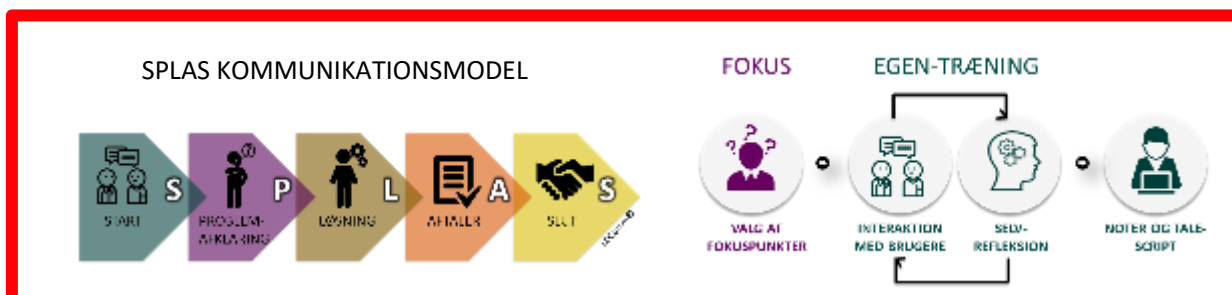 SPLAS KOMMUNIKATIONSMODEL
S
START
P
PROBLEM-
AFKLARING
L
LØSNING
A
AFTALER
S
SLUT
FOKUS
EGEN-TRÆNING
VALG AF
FOKUSPUNKTER
INTERAKTION
MED BRUGERE
SELV-
REFLEKSION
NOTER OG TALE-
SCRIPT